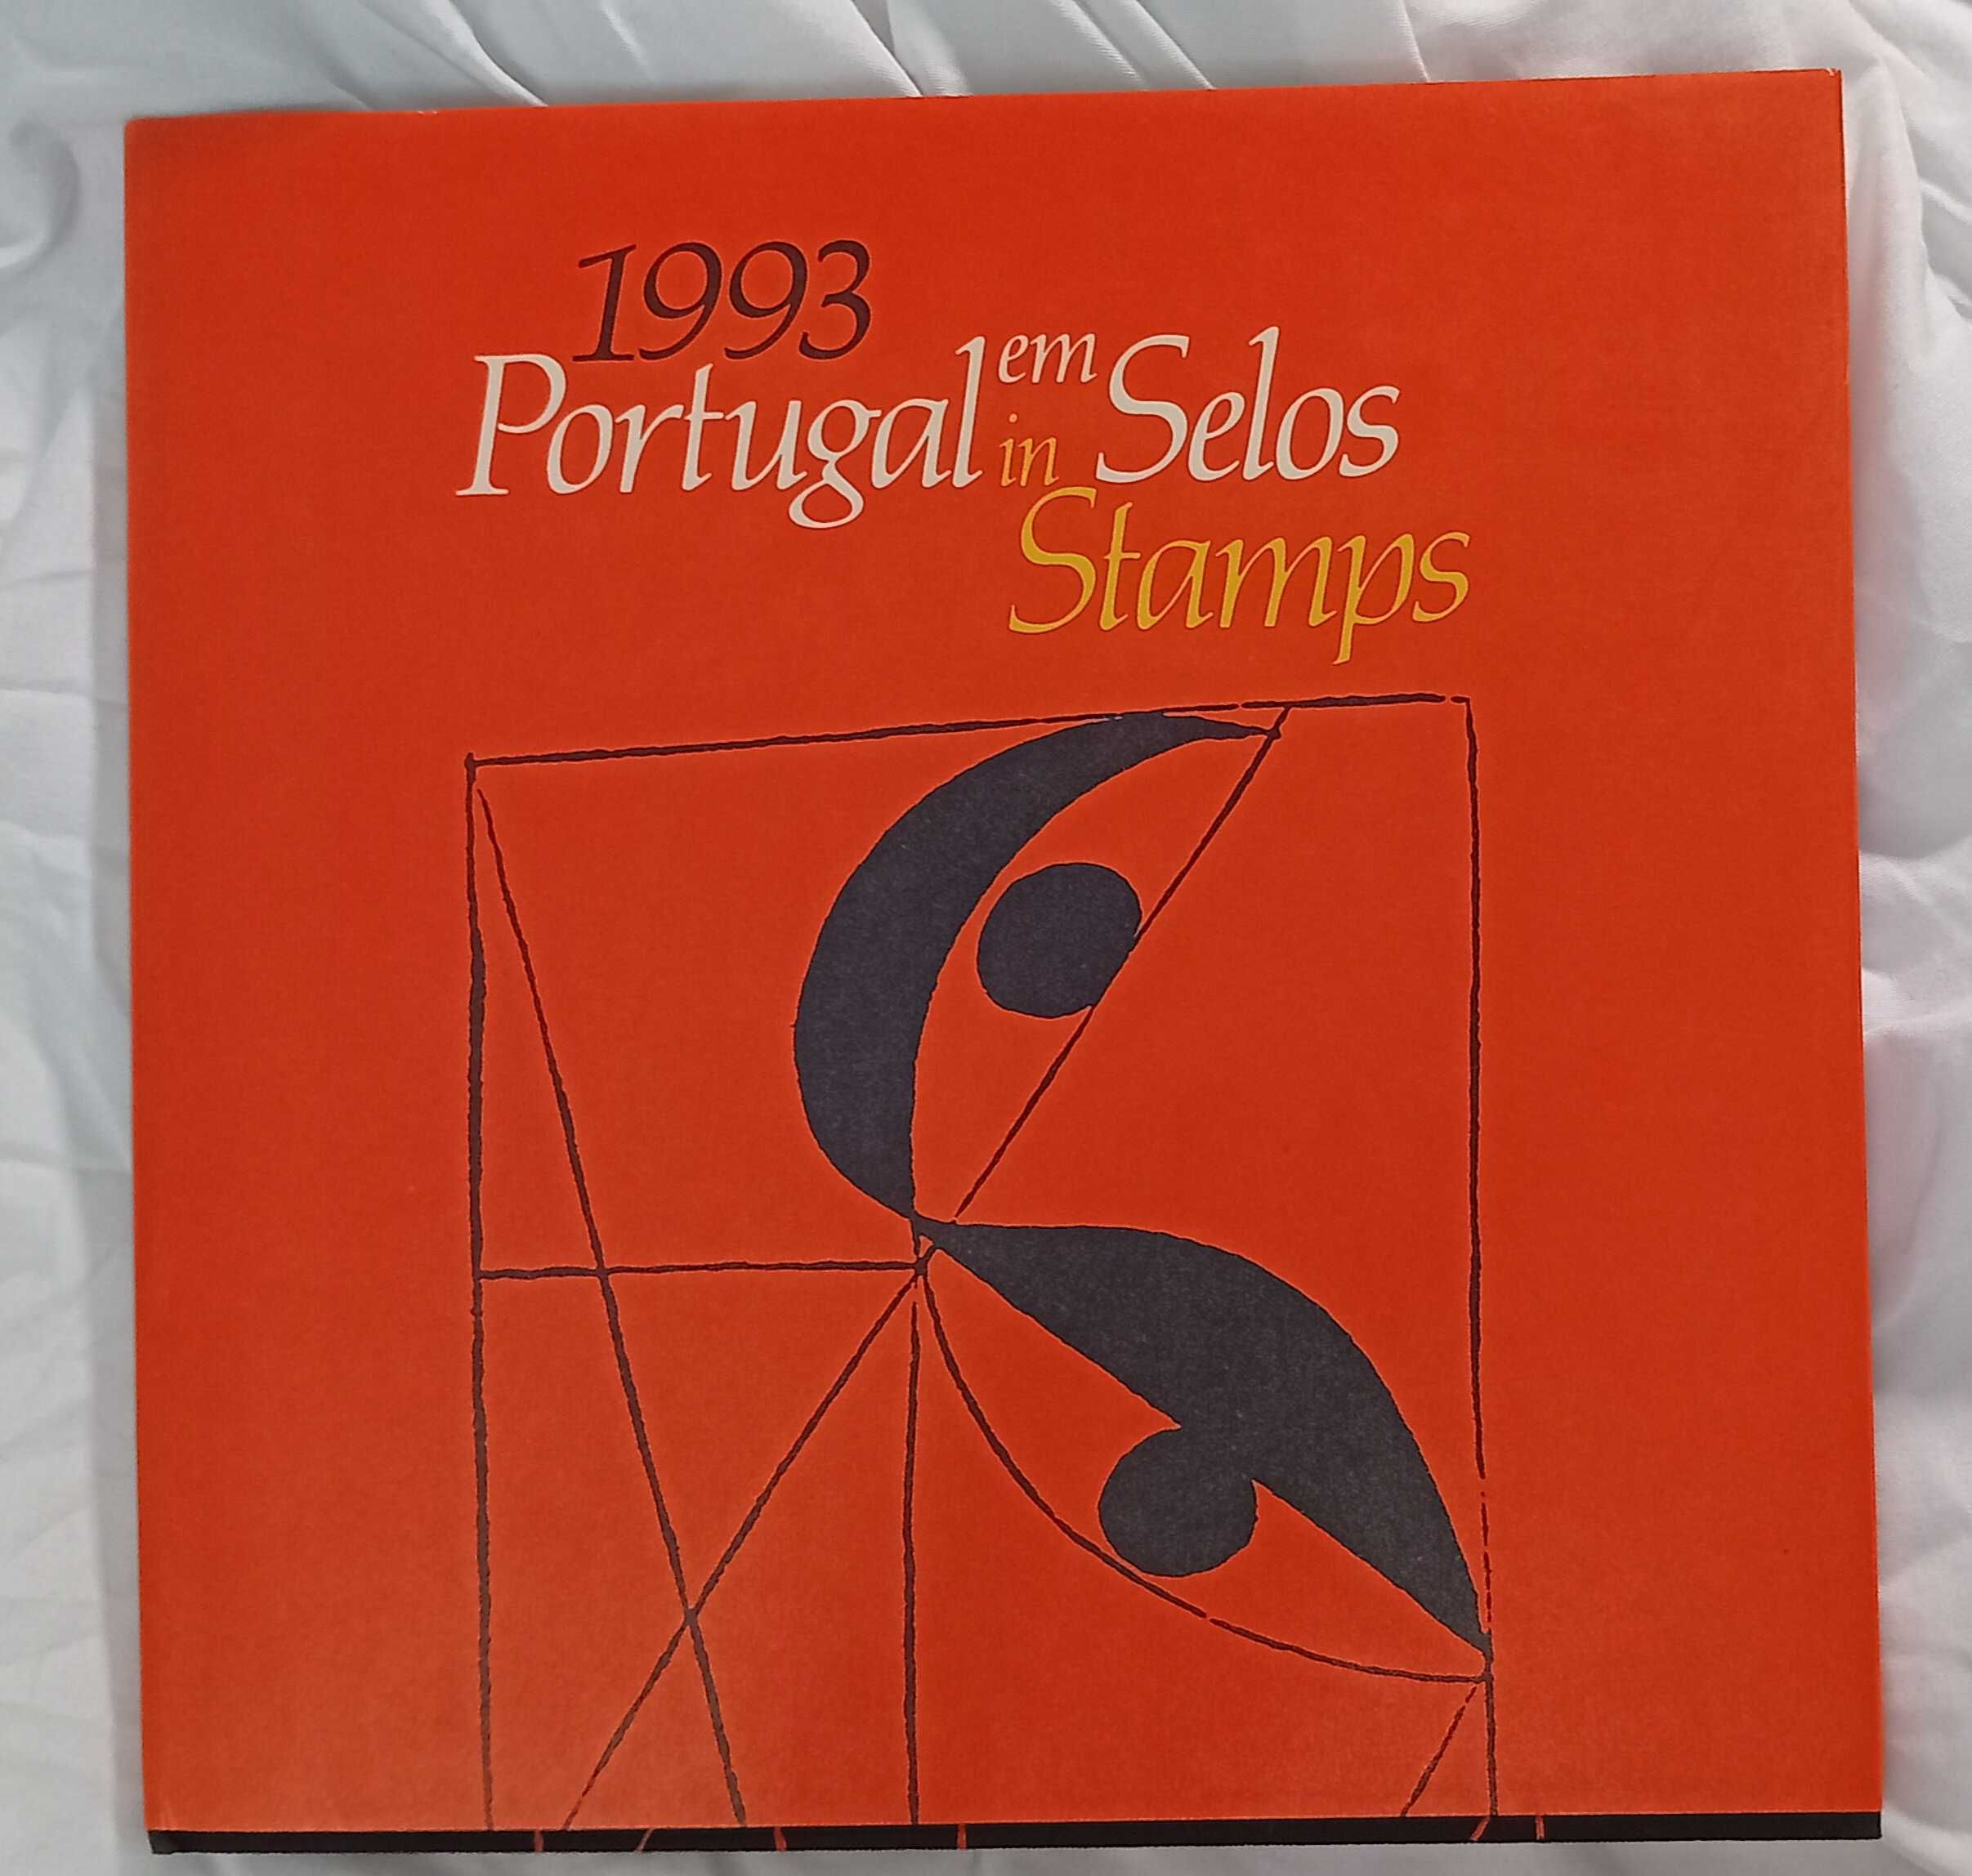 1993
Portugal em Selos
in
Stamps